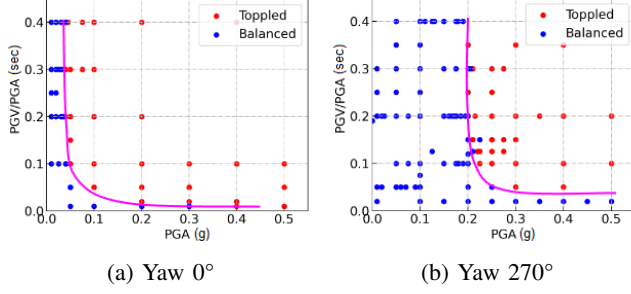 0.4
0.3
0.2
0.1
0.0
PGV/PGA (sec)
Toppled
Balanced
0.0 0.1 0.2 0.3 0.4 0.5
PGA (g)
(a) Yaw 0°
0.4
0.3
0.2
0.1
0.0
PGV/PGA (sec)
Toppled
Balanced
0.0 0.1 0.2 0.3 0.4 0.5
PGA (g)
(b) Yaw 270°